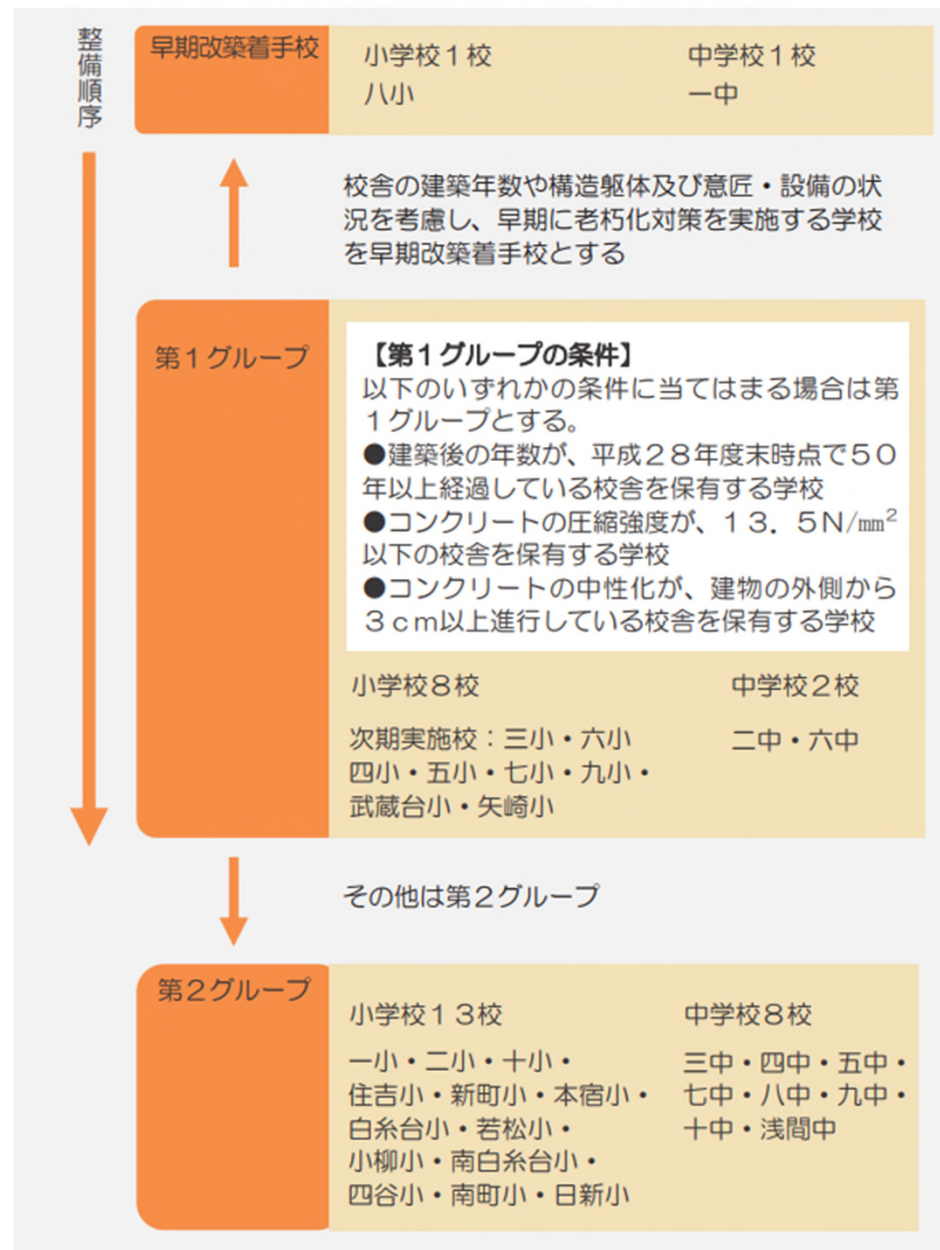 整備順序
早期改築着手校
小学校１校
中学校１校
八小
一中
校舎の建築年数や構造躯体及び意匠・設備の状
況を考慮し、早期に老朽化対策を実施する学校
を早期改築着手校とする
第１グループ
【第１グループの条件】
以下のいずれかの条件に当てはまる場合は第
１グループとする。
●建築後の年数が、平成２８年度末時点で５０
年以上経過している校舎を保有する学校
●コンクリートの圧縮強度が、１３．５N/㎜²
以下の校舎を保有する学校
●コンクリートの中性化が、建物の外側から
３ｃｍ以上進行している校舎を保有する学校
小学校８校
中学校２校
次期実施校：三小・六小
四小・五小・七小・九小・
武蔵台小・矢崎小
二中・六中
その他は第２グループ
第２グループ
小学校１３校
一小・二小・十小・
住吉小・新町小・本宿小・
白糸台小・若松小・
小柳小・南白糸台小・
四谷小・南町小・日新小
中学校８校
三中・四中・五中・
七中・八中・九中・
十中・浅間中